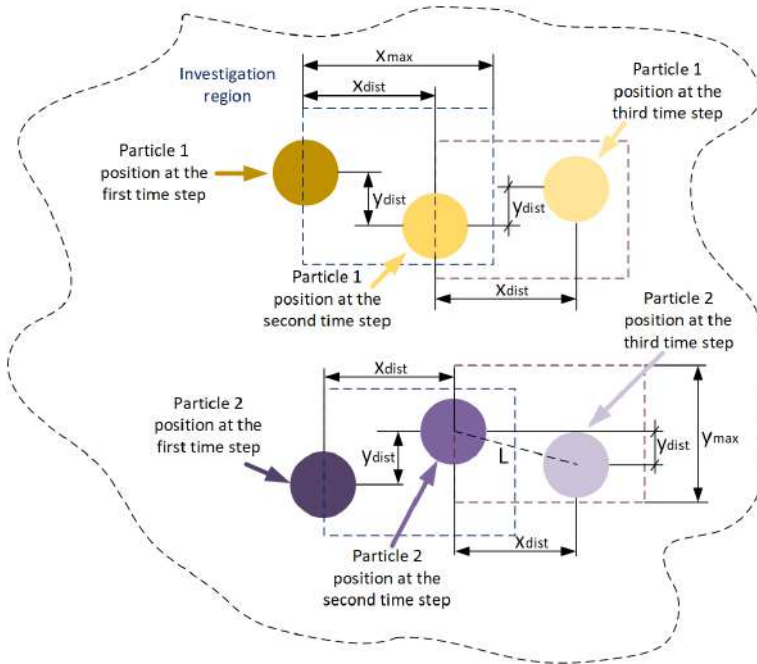 Xmax
Investigation
region
Xdist
Particle 1
position at the
third time step
Particle 1
position at the
first time step
ydist
ydist
Particle 1
position at the
second time step
Xdist
Particle 2
position at the
third time step
Xdist
Particle 2
position at the
first time step
ydist
L
ydist
ymax
Xdist
Particle 2
position at the
second time step